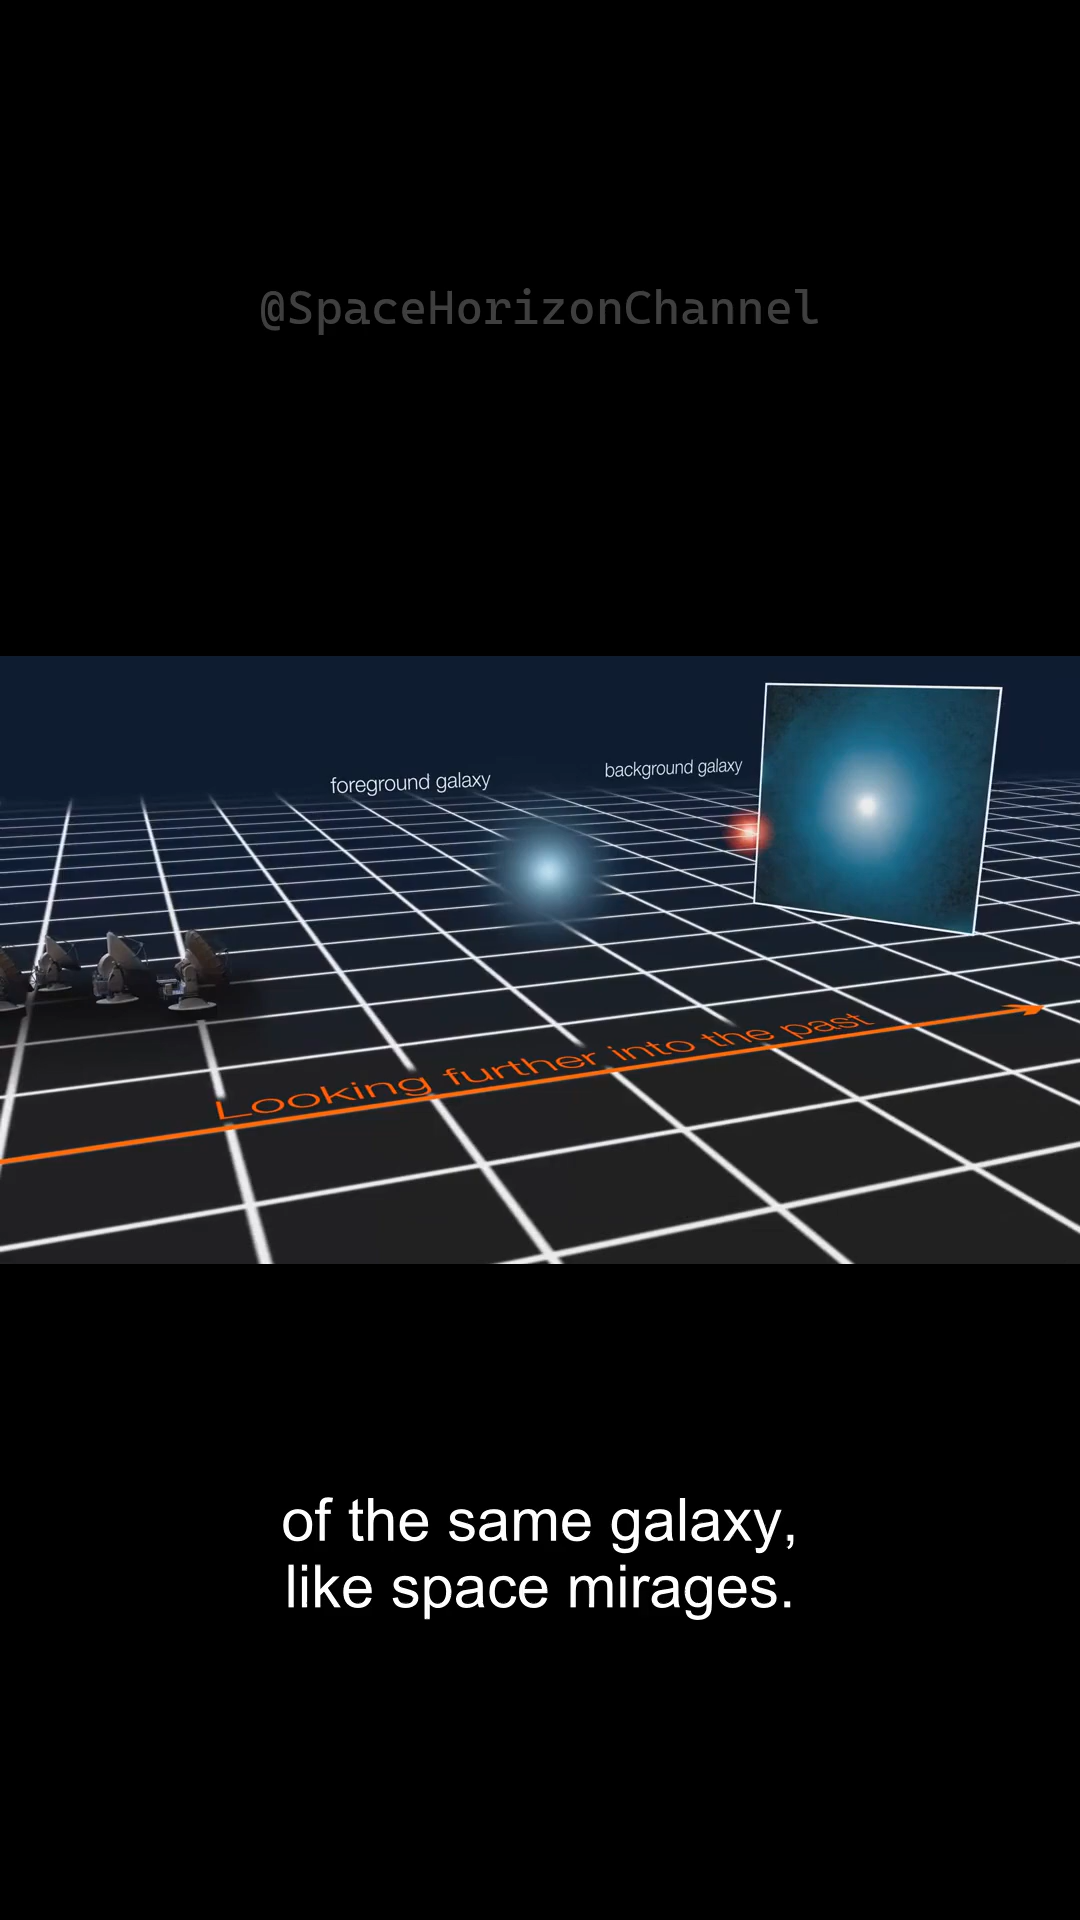 @SpaceHorizonChannel
foreground galaxy
background galaxy
Looking further into the past
of the same galaxy,
like space mirages.